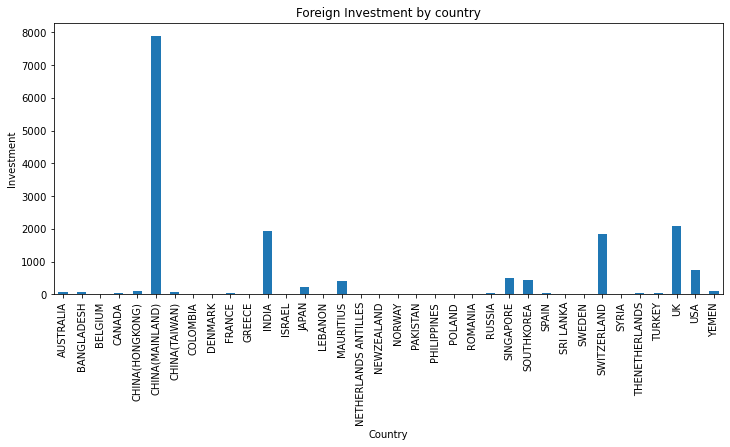 Foreign Investment by country
8000
7000
6000
5000
4000
3000
2000
1000
0
Investment
AUSTRALIA
BANGLADESH
BELGIUM
CANADA
CHINA(HONGKONG)
CHINA(MAINLAND)
CHINA(TAIWAN)
COLOMBIA
DENMARK
FRANCE
GREECE
INDIA
ISRAEL
JAPAN
LEBANON
MAURITIUS
NETHERLANDS ANTILLES
NEWZEALAND
NORWAY
PAKISTAN
PHILIPPINES
POLAND
ROMANIA
RUSSIA
SINGAPORE
SOUTHKOREA
SPAIN
SRI LANKA
SWEDEN
SWITZERLAND
SYRIA
THENETHERLANDS
TURKEY
UK
USA
YEMEN
Country